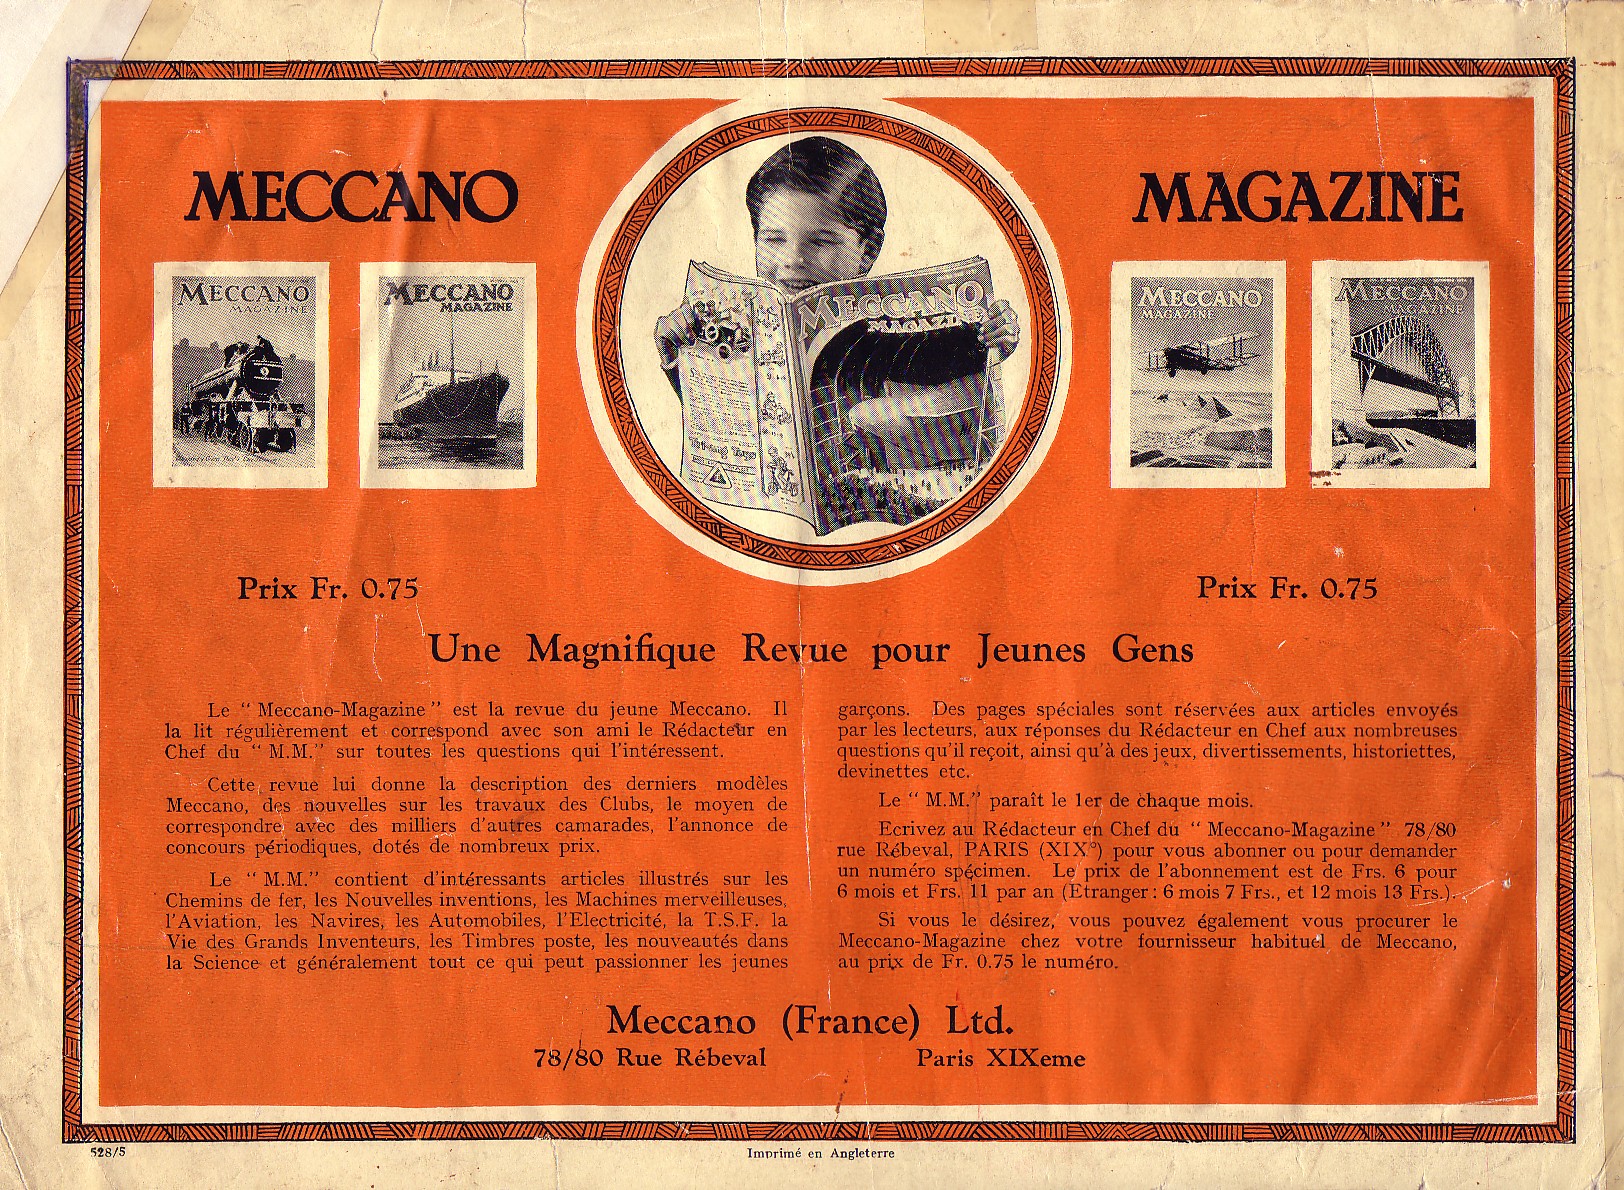 MECCANO
MAGAZINE
MECCANO
MAGAZINE
MECCANO
MAGAZINE
MECCANO
MAGAZINE
MECCANO
MAGAZINE
MECCANO
MAGAZINE
Prix Fr. 0.75
Prix Fr. 0.75
Une Magnifique Revue pour Jeunes Gens
Le “ Meccano-Magazine ” est la revue du jeune Meccano. Il
la lit régulièrement et correspond avec son ami le Rédacteur en
Chef du “ M.M.” sur toutes les questions qui l'intéressent.
Cette revue lui donne la description des derniers modèles
Meccano, des nouvelles sur les travaux des Clubs, le moyen de
correspondre avec des milliers d'autres camarades, l'annonce de
concours périodiques, dotés de nombreux prix.
Le “ M.M.” contient d'intéressants articles illustrés sur les
Chemins de fer, les Nouvelles inventions, les Machines merveilleuses,
l'Aviation, les Navires, les Automobiles, l'Electricité, la T.S.F. la
Vie des Grands Inventeurs, les Timbres poste, les nouveautés dans
la Science et généralement tout ce qui peut passionner les jeunes
garçons. Des pages spéciales sont réservées aux articles envoyés
par les lecteurs, aux réponses du Rédacteur en Chef aux nombreuses
questions qu'il reçoit, ainsi qu'à des jeux, divertissements, historiettes,
devinettes etc.
Le “ M.M.” paraît le 1er de chaque mois.
Ecrivez au Rédacteur en Chef du “ Meccano-Magazine ” 78/80
rue Rébeval, PARIS (XIX°) pour vous abonner ou pour demander
un numéro spécimen. Le prix de l'abonnement est de Frs. 6 pour
6 mois et Frs. 11 par an (Etranger : 6 mois 7 Frs., et 12 mois 13 Frs.).
Si vous le désirez, vous pouvez également vous procurer le
Meccano-Magazine chez votre fournisseur habituel de Meccano,
au prix de Fr. 0.75 le numéro.
Meccano (France) Ltd.
78/80 Rue Rébeval Paris XIXeme
528/5
Imprimé en Angleterre